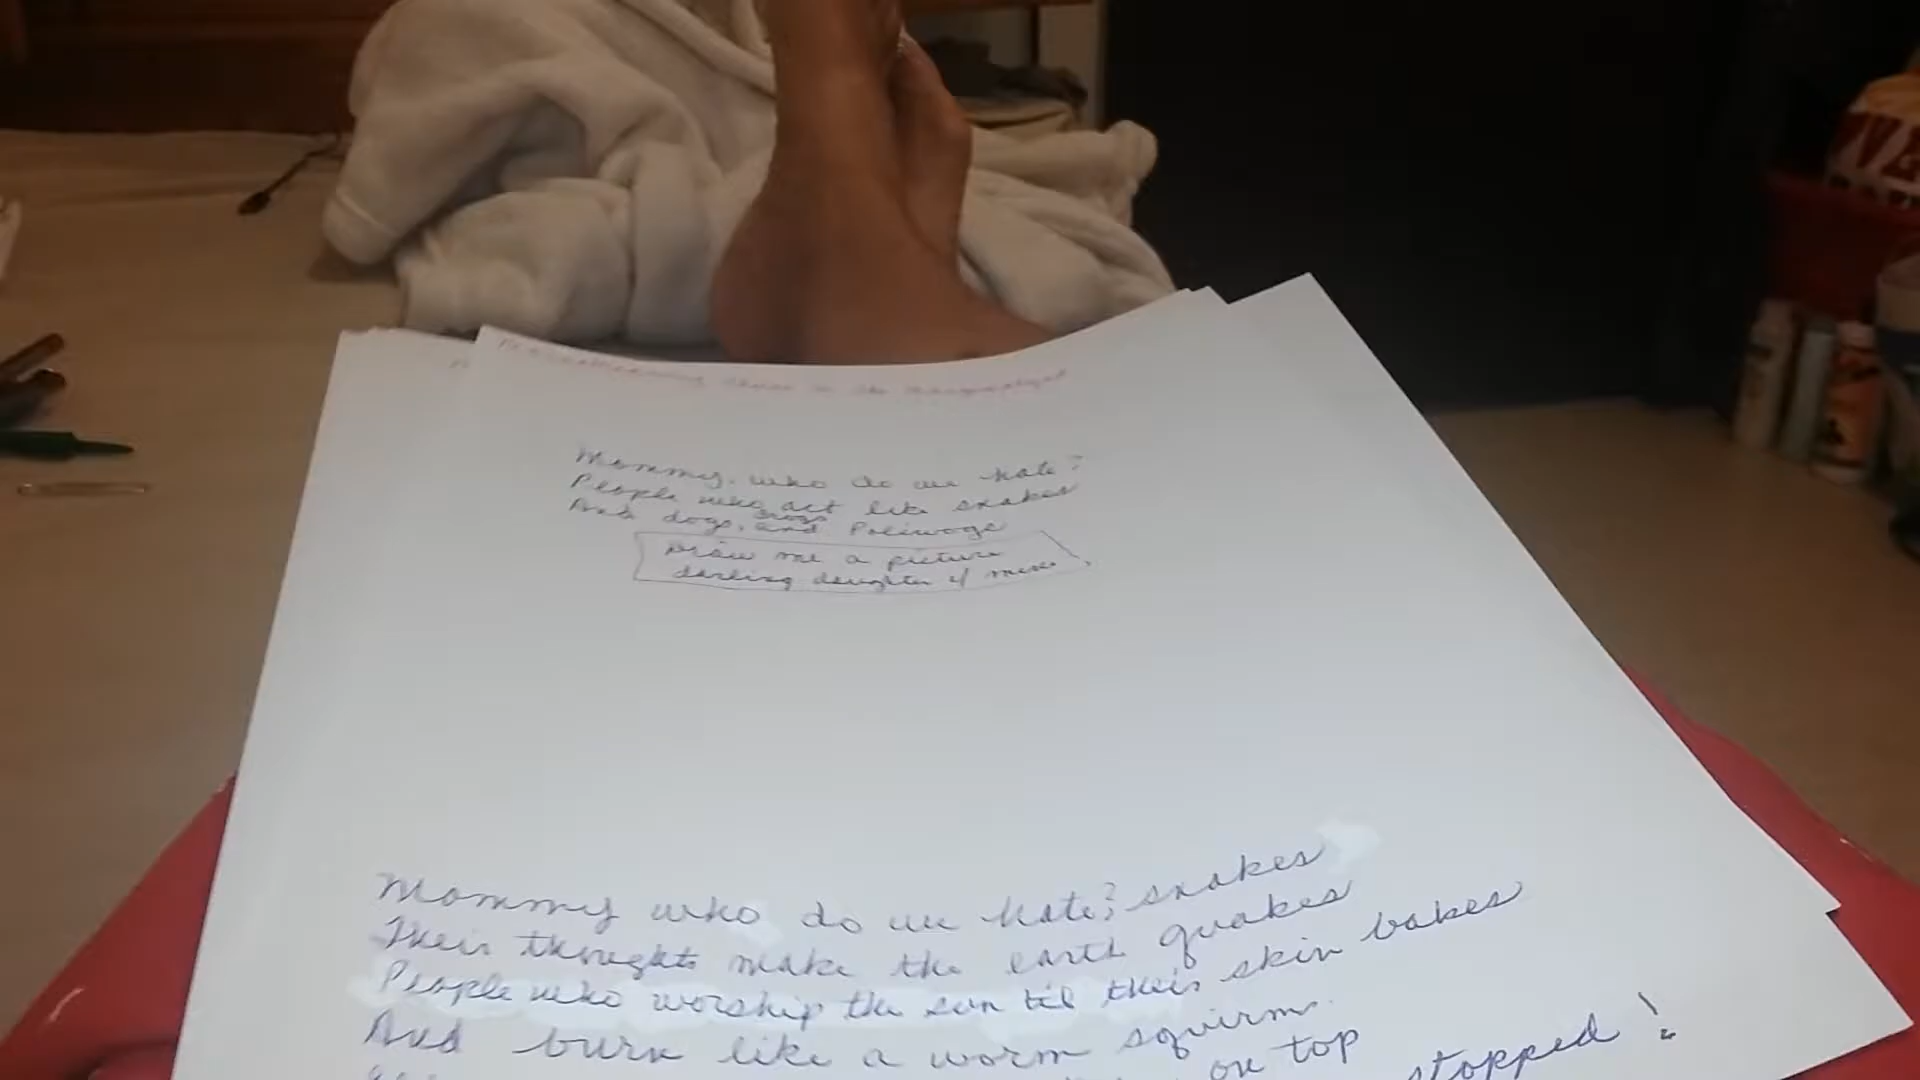 Mommy, who do we hate?
People who act like snakes
And dogs, frogs and Poliwogs
Draw me a picture
darling daughter of mine.
Mommy who do we hate? snakes
Their thoughts make the earth quakes
People who worship the sun til their skin bakes
And burn like a worm squirms.
on top
stopped!